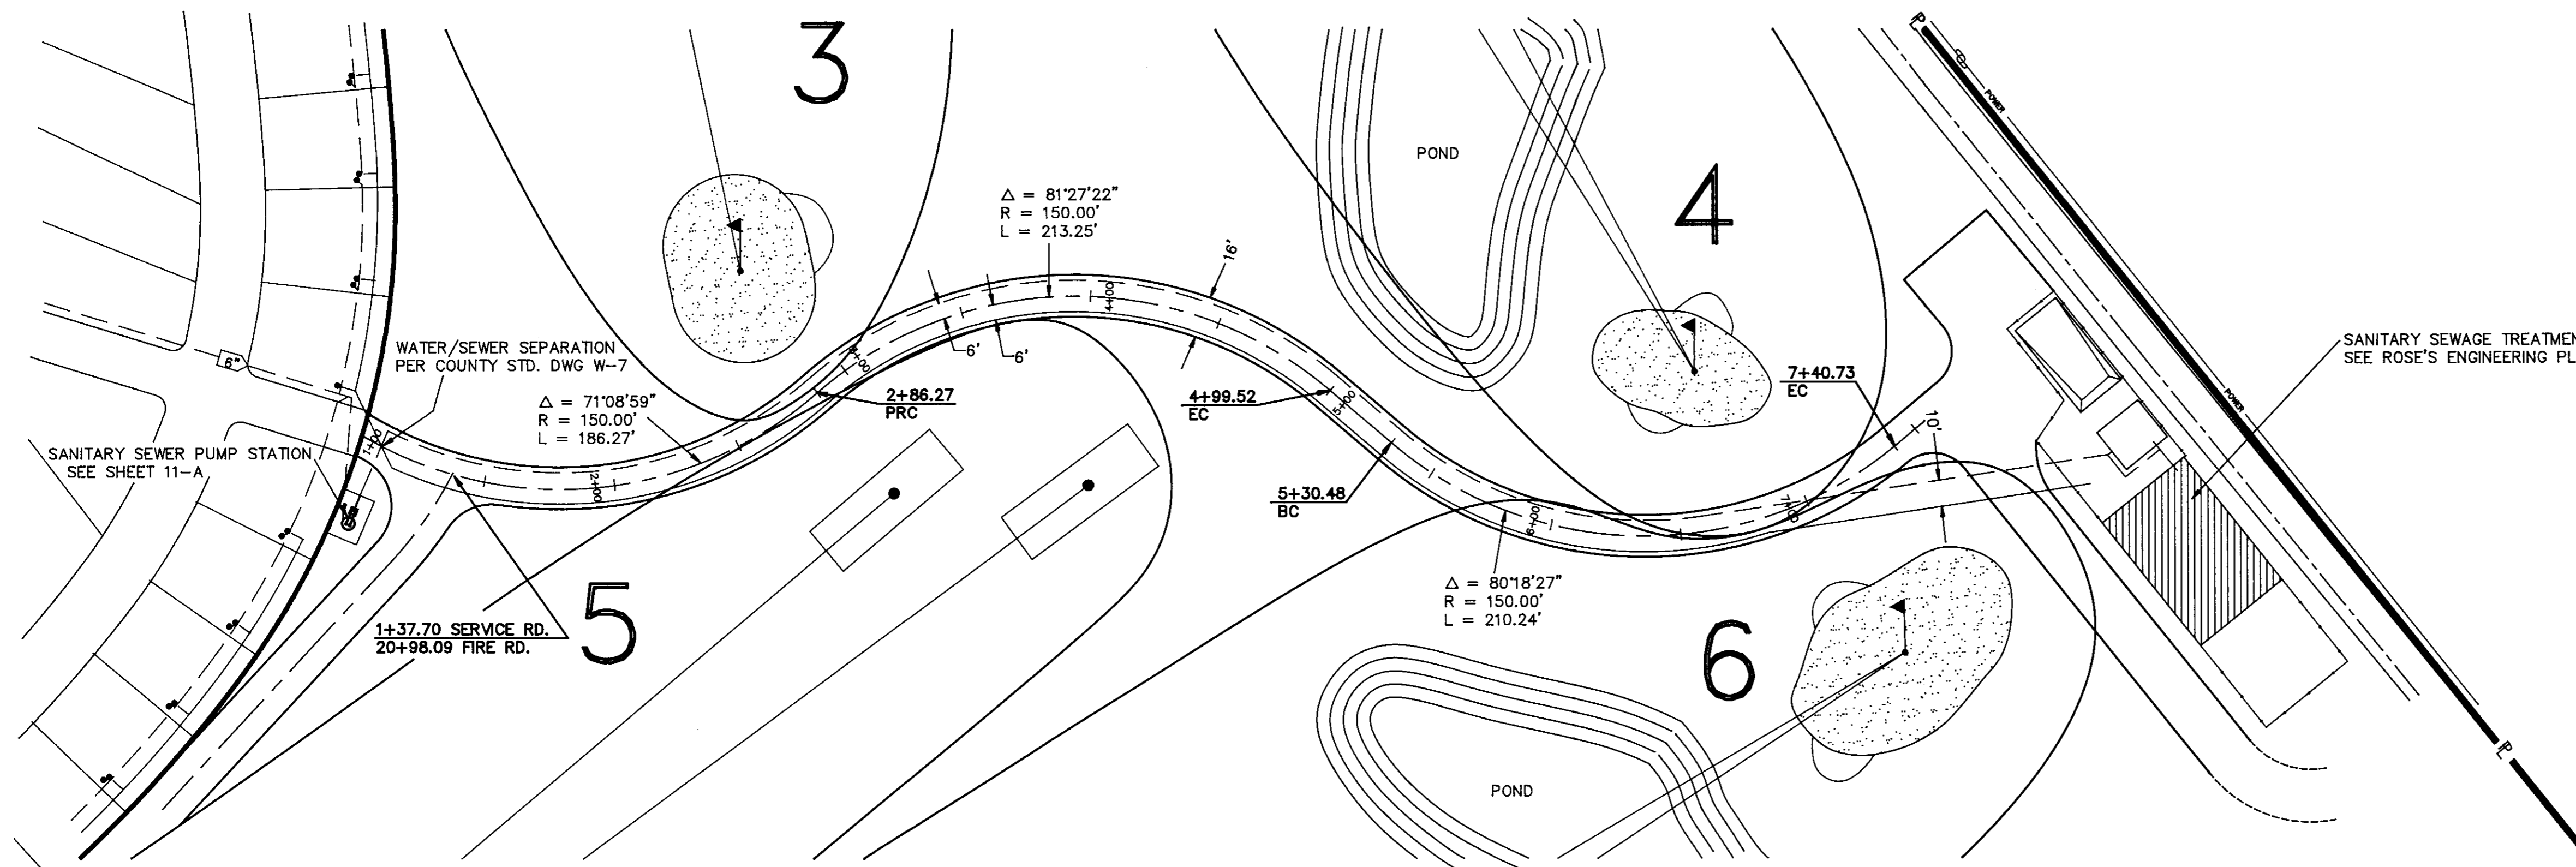 3
POWER
POND
4
Δ = 81°27'22"
R = 150.00'
L = 213.25'
16'
WATER/SEWER SEPARATION
PER COUNTY STD. DWG W-7
6"
6'
6'
4+00
3+00
SANITARY SEWAGE TREATMEN
SEE ROSE'S ENGINEERING PL
Δ = 71°08'59"
R = 150.00'
L = 186.27'
2+86.27
PRC
4+99.52
EC
7+40.73
EC
5+00
10'
POWER
1+00
SANITARY SEWER PUMP STATION
SEE SHEET 11-A
2+00
5+30.48
BC
6+00
7+00
Δ = 80°18'27"
R = 150.00'
L = 210.24'
1+37.70 SERVICE RD.
20+98.09 FIRE RD.
5
6
POND